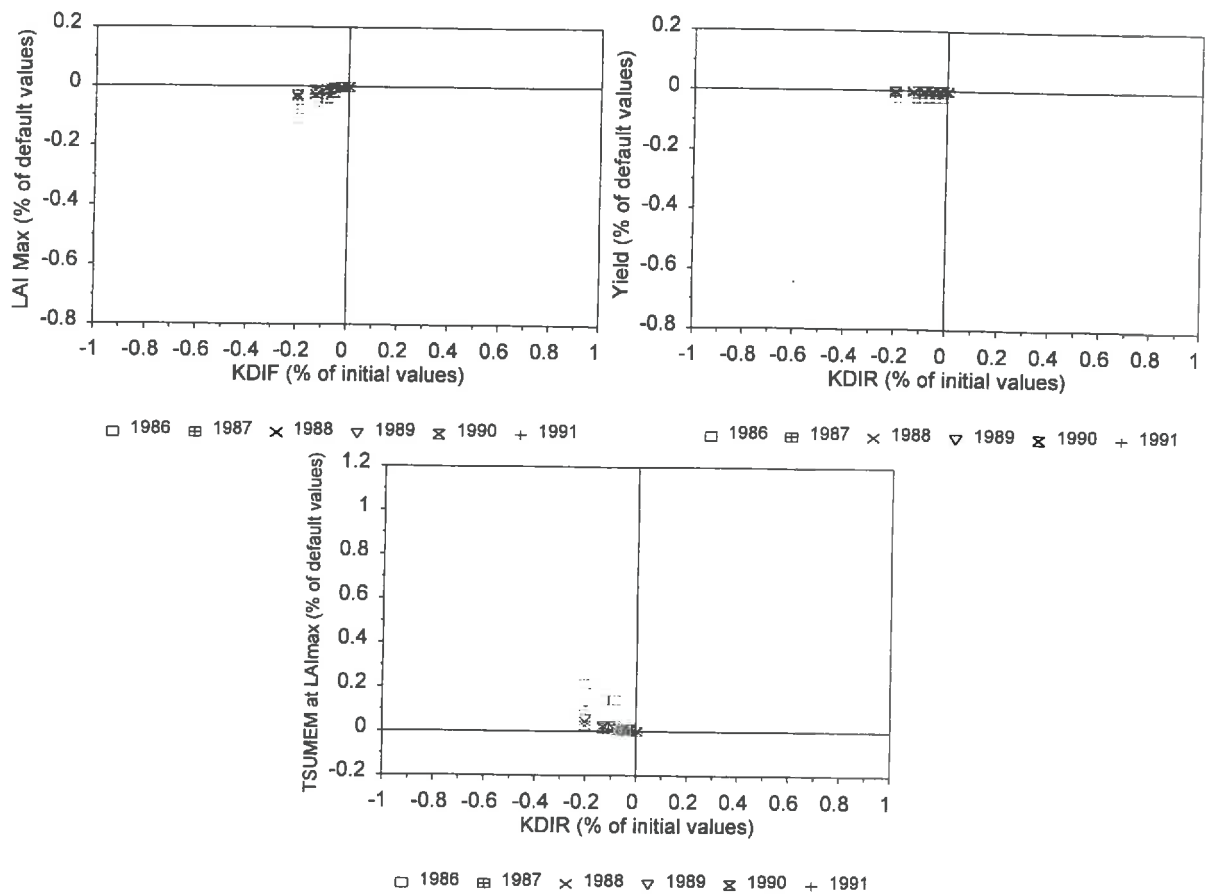 LAI Max (% of default values)
0.2
0
-0.2
-0.4
-0.6
-0.8
-1 -0.8 -0.6 -0.4 -0.2 0 0.2 0.4 0.6 0.8 1
KDIF (% of initial values)
1986 1987 1988 1989 1990 1991
Yield (% of default values)
0.2
0
-0.2
-0.4
-0.6
-0.8
-1 -0.8 -0.6 -0.4 -0.2 0 0.2 0.4 0.6 0.8 1
KDIR (% of initial values)
1986 1987 1988 1989 1990 1991
TSUMEM at LAImax (% of default values)
1.2
1
0.8
0.6
0.4
0.2
0
-0.2
-1 -0.8 -0.6 -0.4 -0.2 0 0.2 0.4 0.6 0.8 1
KDIR (% of initial values)
1986 1987 1988 1989 1990 1991